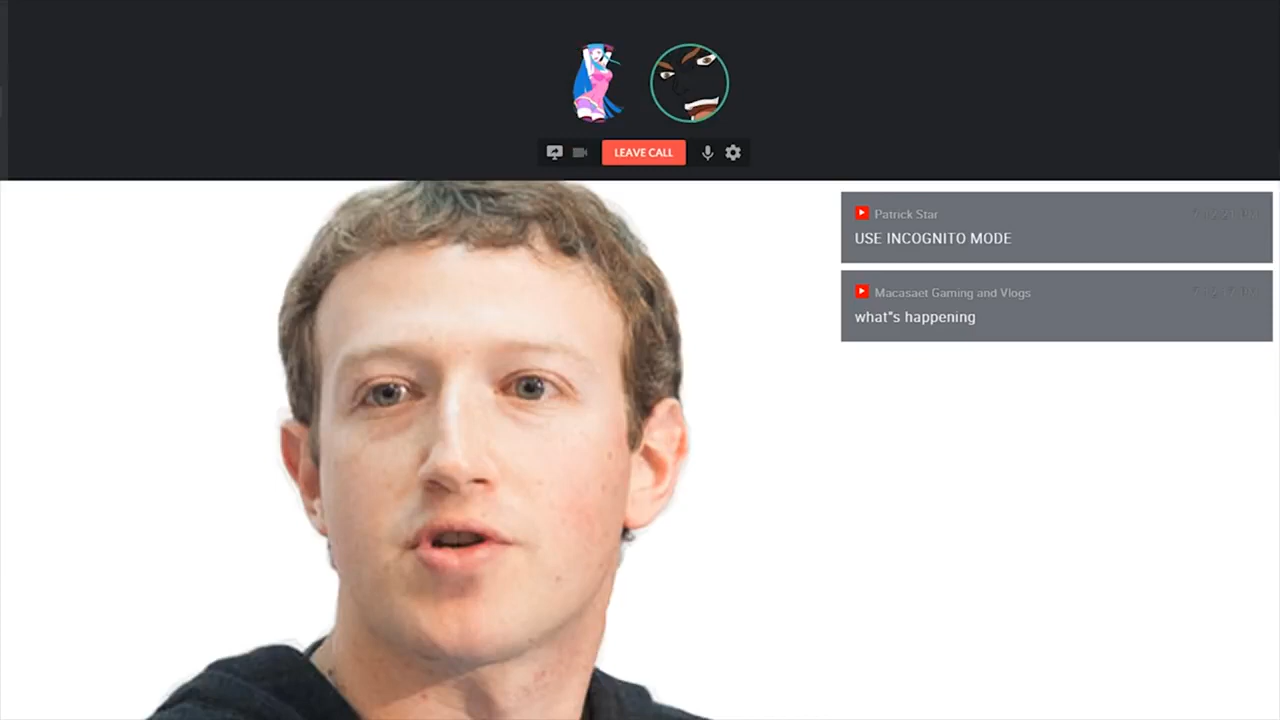 LEAVE CALL
Patrick Star
USE INCOGNITO MODE
Macasaet Gaming and Vlogs
what"s happening